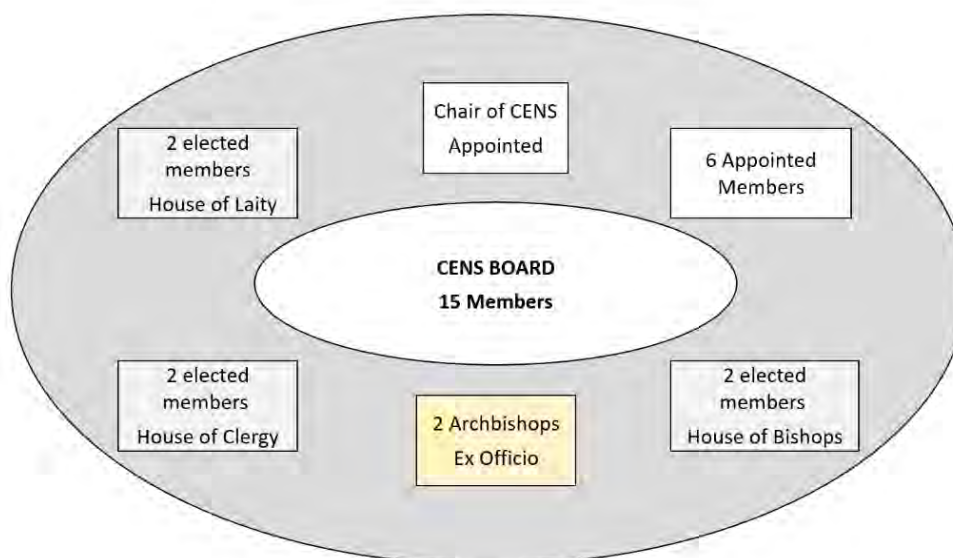 Chair of CENS
Appointed
2 elected
members
House of Laity
6 Appointed
Members
CENS BOARD
15 Members
2 elected
members
House of Clergy
2 Archbishops
Ex Officio
2 elected
members
House of Bishops